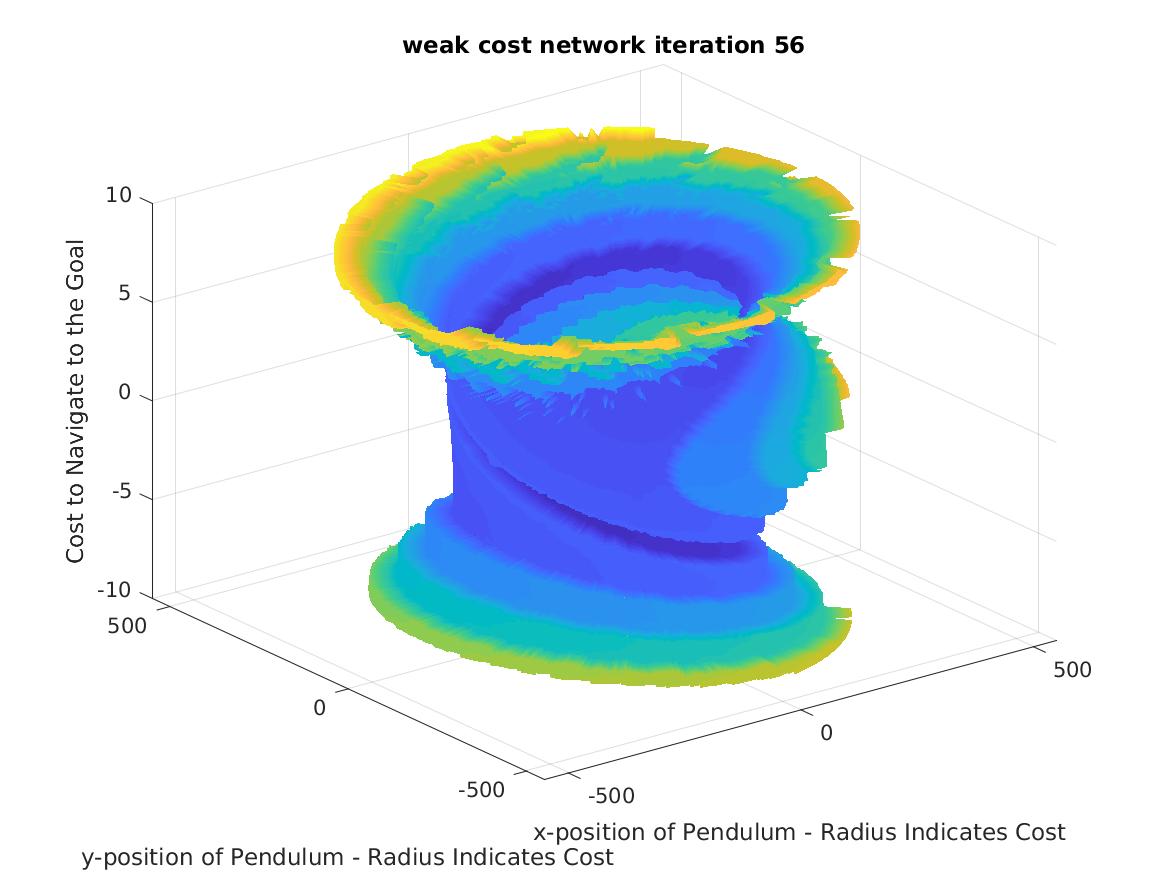 weak cost network iteration 56
Cost to Navigate to the Goal
10
5
0
-5
-10
500
0
-500
-500
0
500
x-position of Pendulum - Radius Indicates Cost
y-position of Pendulum - Radius Indicates Cost